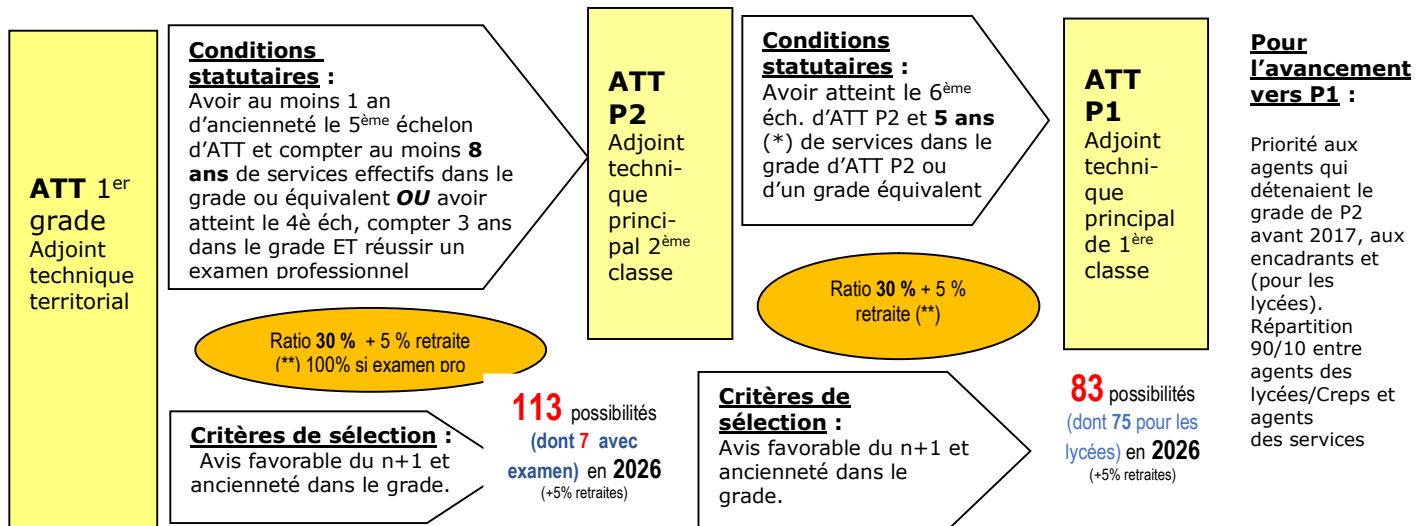 ATT 1er
grade
Adjoint
technique
territorial
Conditions
statutaires :
Avoir au moins 1 an
d'ancienneté le 5ème échelon
d'ATT et compter au moins 8
ans de services effectifs dans le
grade ou équivalent OU avoir
atteint le 4è éch, compter 3 ans
dans le grade ET réussir un
examen professionnel
Ratio 30 % + 5 % retraite
(**) 100% si examen pro
Critères de sélection :
Avis favorable du n+1 et
ancienneté dans le grade.
ATT
P2
Adjoint
techni-
que
princi-
pal 2ème
classe
113 possibilités
(dont 7 avec
examen) en 2026
(+5% retraites)
Conditions
statutaires :
Avoir atteint le 6ème
éch. d'ATT P2 et 5 ans
(*) de services dans le
grade d'ATT P2 ou
d'un grade équivalent
Ratio 30 % + 5 %
retraite (**)
Critères de
sélection :
Avis favorable du n+1 et
ancienneté dans le
grade.
ATT
P1
Adjoint
techni-
que
principal
de 1ère
classe
83 possibilités
(dont 75 pour les
lycées) en 2026
(+5% retraites)
Pour
l'avancement
vers P1 :
Priorité aux
agents qui
détenaient le
grade de P2
avant 2017, aux
encadrants et
(pour les
lycées).
Répartition
90/10 entre
agents des
lycées/Creps et
agents
des services